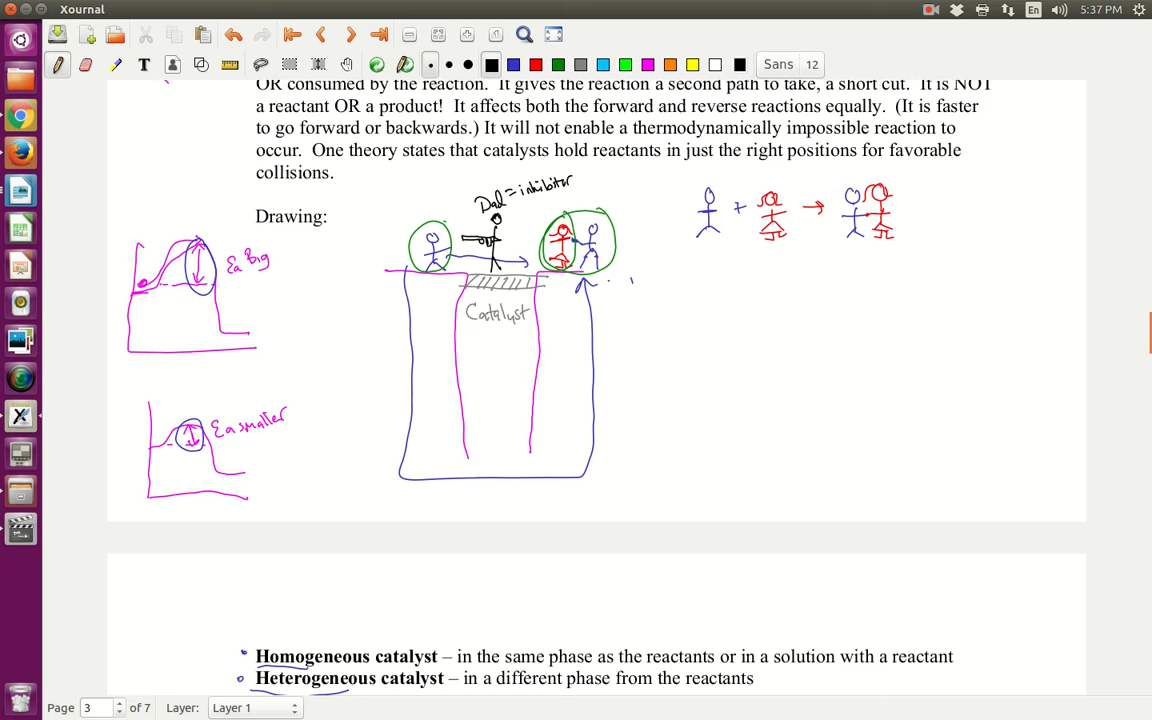 Xournal
En
5:37 PM
Sans 12
OR consumed by the reaction. It gives the reaction a second path to take, a short cut. It is NOT
a reactant OR a product! It affects both the forward and reverse reactions equally. (It is faster
to go forward or backwards.) It will not enable a thermodynamically impossible reaction to
occur. One theory states that catalysts hold reactants in just the right positions for favorable
collisions.
Drawing:
Dad = inhibitor
+ →
Ea Big
Catalyst
Ea smaller
Homogeneous catalyst – in the same phase as the reactants or in a solution with a reactant
Heterogeneous catalyst – in a different phase from the reactants
Page 3 of 7 Layer: Layer 1